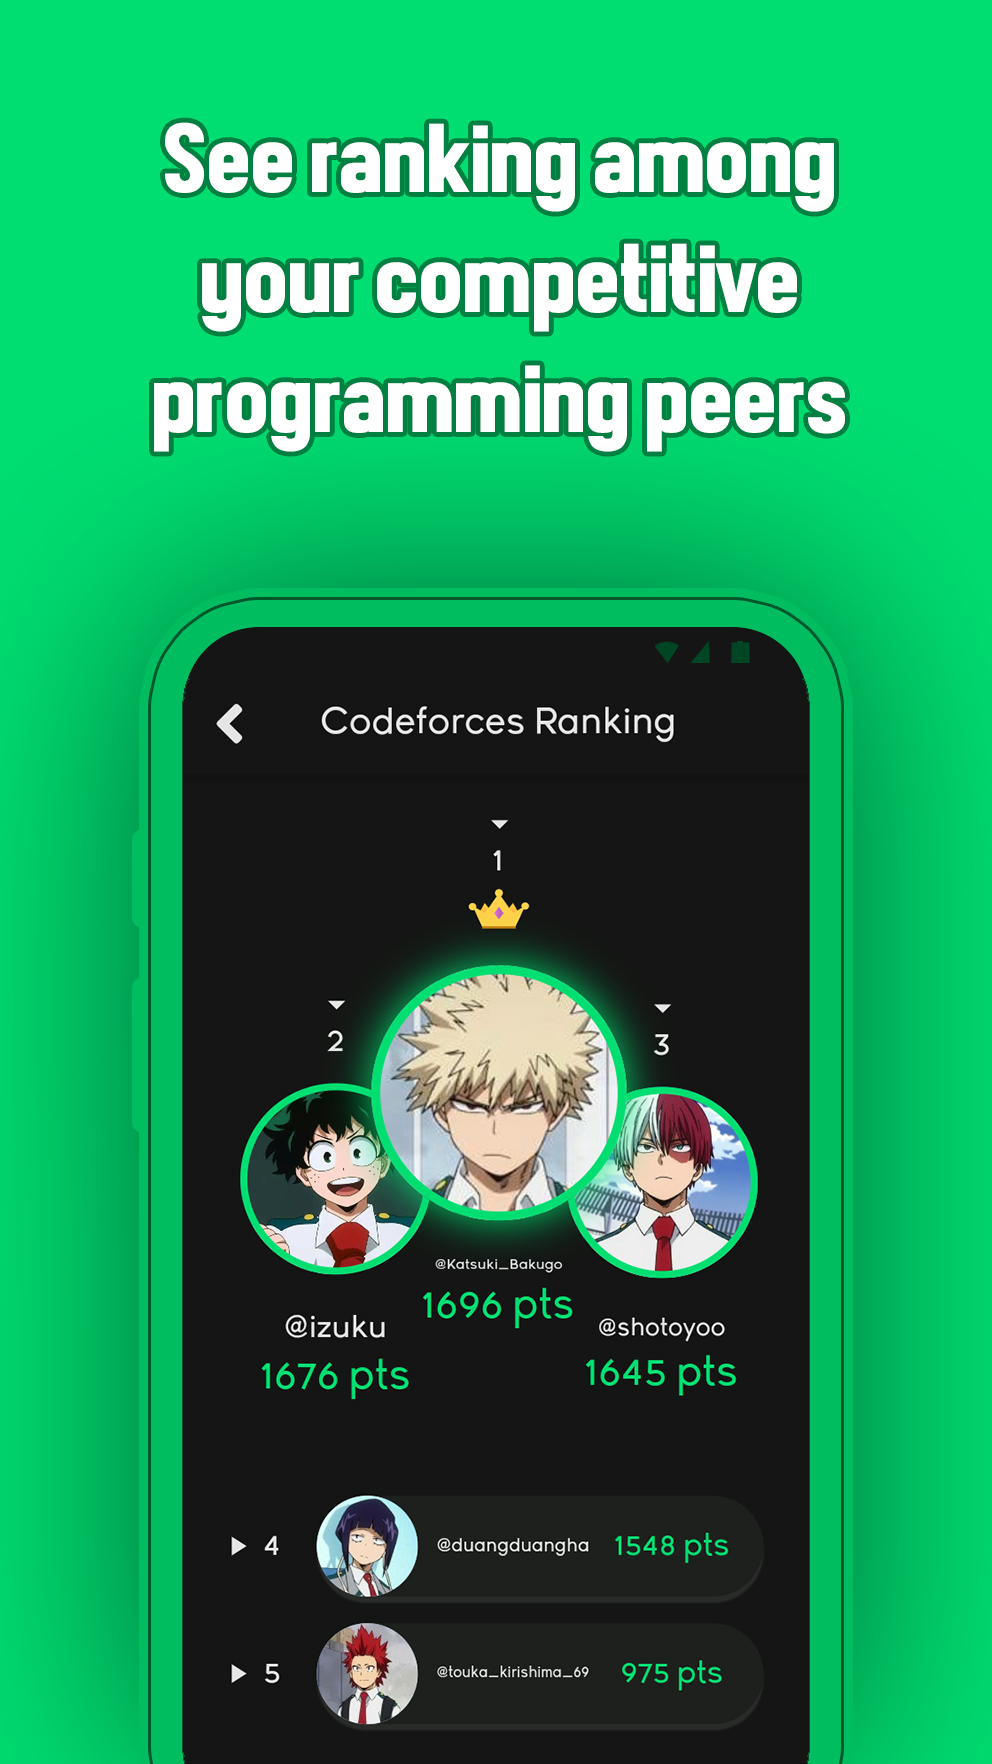 See ranking among
your competitive
programming peers
Codeforces Ranking
1
2
3
@Katsuki_Bakugo
1696 pts
@izuku
1676 pts
@shotoyoo
1645 pts
4 @duangduangha 1548 pts
5 @touka_kirishima_69 975 pts